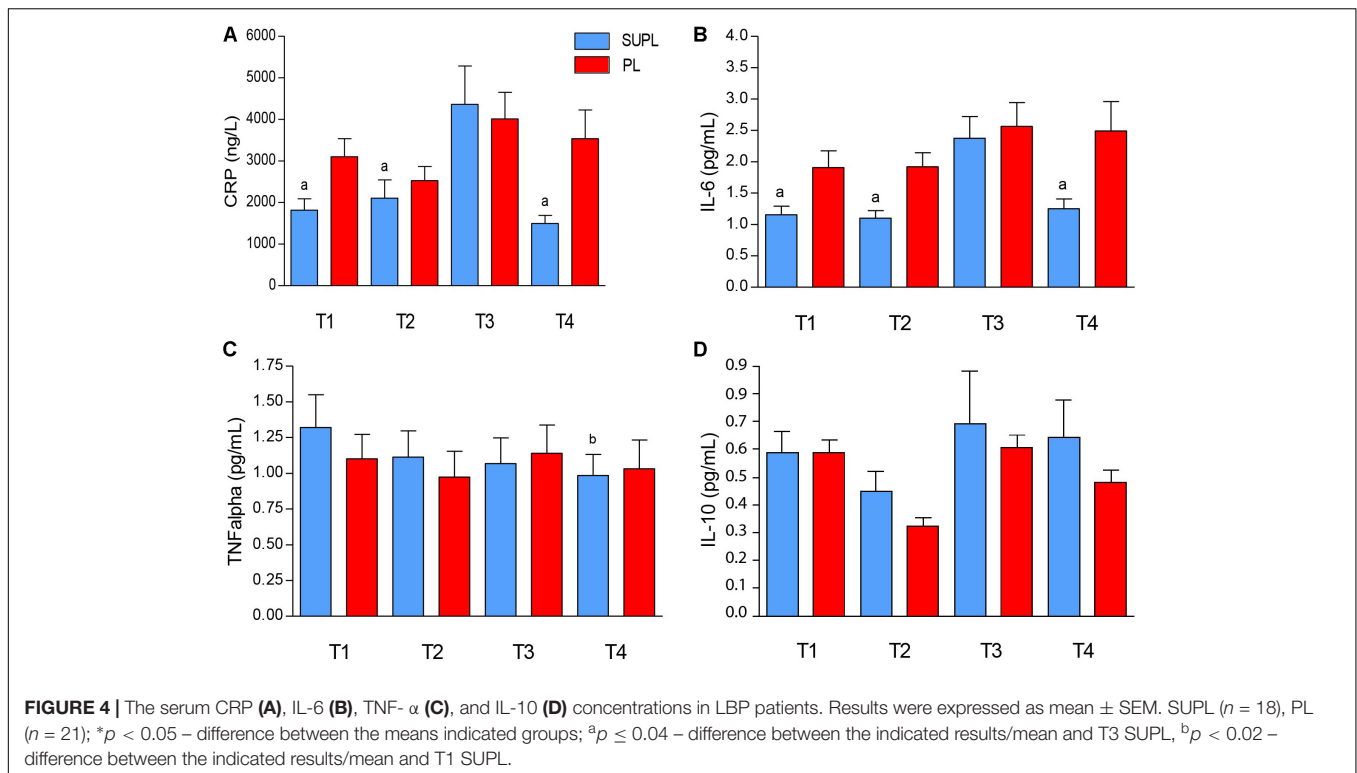 A
SUPL
PL
CRP (ng/L)
6000
5000
4000
3000
2000
1000
0
a
a
a
T1 T2 T3 T4
B
IL-6 (pg/mL)
4.0
3.5
3.0
2.5
2.0
1.5
1.0
0.5
0.0
a
a
a
T1 T2 T3 T4
C
TNFalpha (pg/mL)
1.75
1.50
1.25
1.00
0.75
0.50
0.25
0.00
b
T1 T2 T3 T4
D
IL-10 (pg/mL)
0.9
0.9
0.7
0.6
0.5
0.4
0.3
0.1
0.0
T1 T2 T3 T4
FIGURE 4 | The serum CRP (A), IL-6 (B), TNF- α (C), and IL-10 (D) concentrations in LBP patients. Results were expressed as mean ± SEM. SUPL (n = 18), PL
(n = 21); *p < 0.05 – difference between the means indicated groups; ᵃp ≤ 0.04 – difference between the indicated results/mean and T3 SUPL, ᵇp < 0.02 –
difference between the indicated results/mean and T1 SUPL.